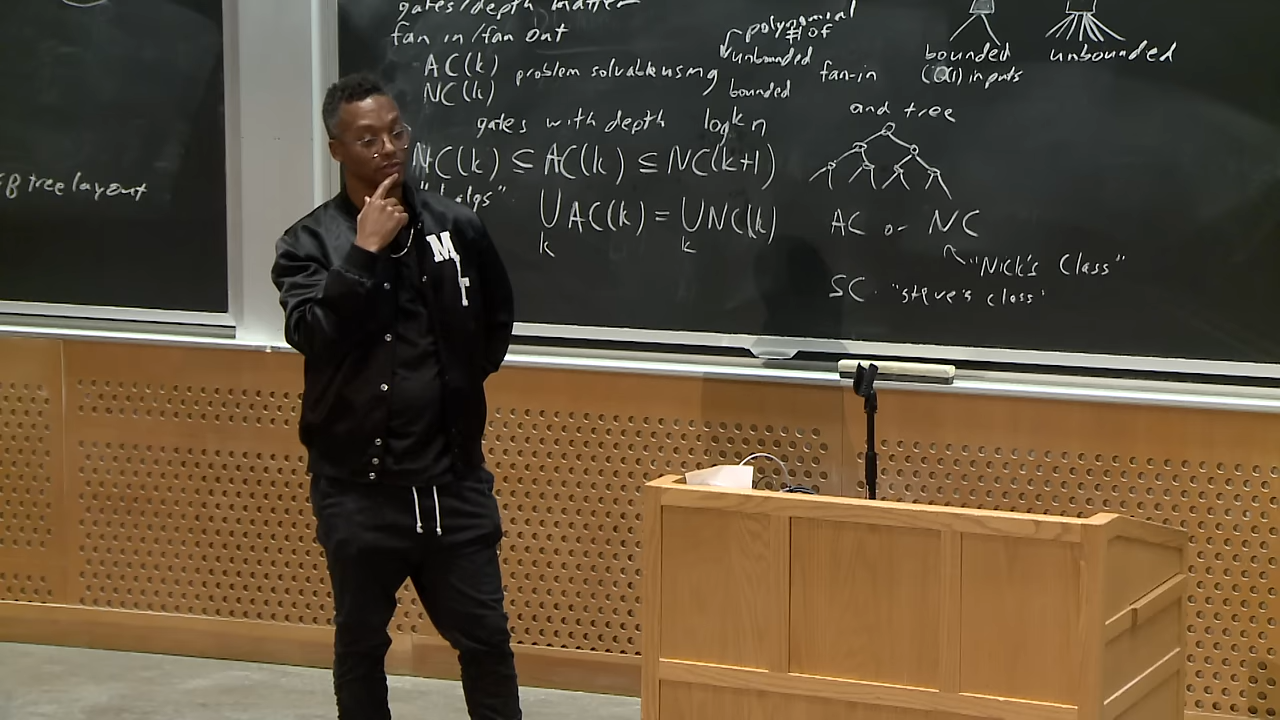 gates/depth matter
fan in/fan out
AC(k)
NC(k)
problem solvable using
polynomial
# of
unbounded
bounded
fan-in
gates with depth log^k n
NC(k) ⊆ AC(k) ⊆ NC(k+1)
∪ AC(k) = ∪ NC(k)
k k
B tree layout
bounded
(O(1)) inputs
unbounded
and tree
AC or NC
"Nick's Class"
SC "Steve's class"
M
I
T